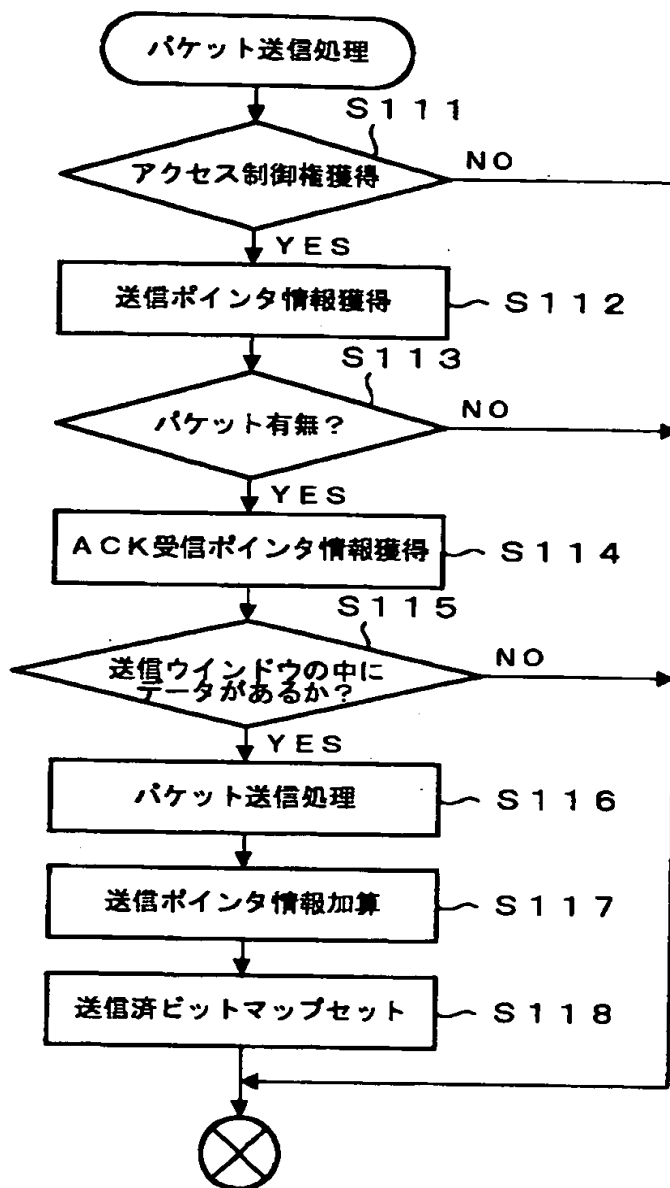 パケット送信処理
S111
アクセス制御権獲得
NO
YES
送信ポインタ情報獲得
S112
S113
パケット有無?
NO
YES
ACK受信ポインタ情報獲得
S114
S115
送信ウインドウの中に
データがあるか?
NO
YES
パケット送信処理
S116
送信ポインタ情報加算
S117
送信済ビットマップセット
S118